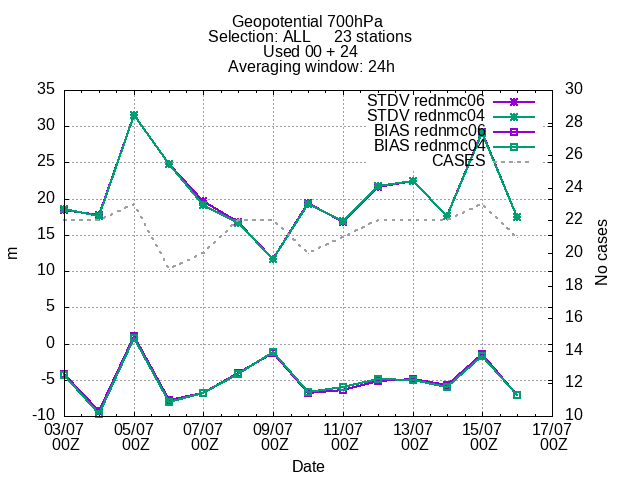 Geopotential 700hPa
Selection: ALL 23 stations
Used 00 + 24
Averaging window: 24h
STDV rednmc06
STDV rednmc04
BIAS rednmc06
BIAS rednmc04
CASES
35
30
25
20
15
10
5
0
-5
-10
m
30
28
26
24
22
20
18
16
14
12
10
No cases
03/07 05/07 07/07 09/07 11/07 13/07 15/07 17/07
00Z 00Z 00Z 00Z 00Z 00Z 00Z 00Z
Date